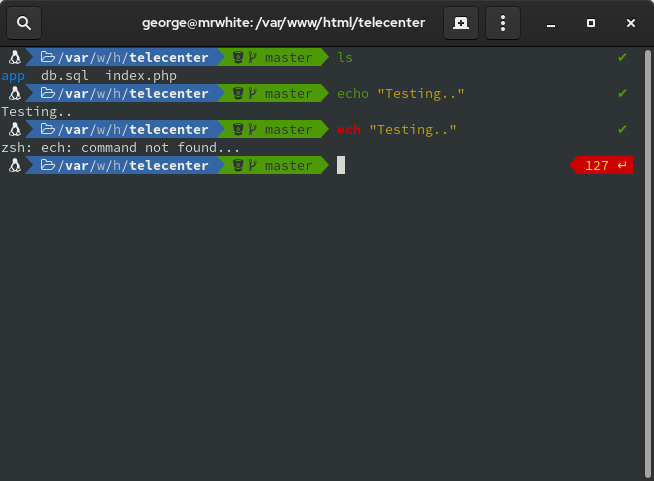 george@mrwhite:/var/www/html/telecenter
/var/w/h/telecenter master ls ✔
app db.sql index.php
/var/w/h/telecenter master echo "Testing.." ✔
Testing..
/var/w/h/telecenter master ech "Testing.." ✔
zsh: ech: command not found...
/var/w/h/telecenter master 127 ↵